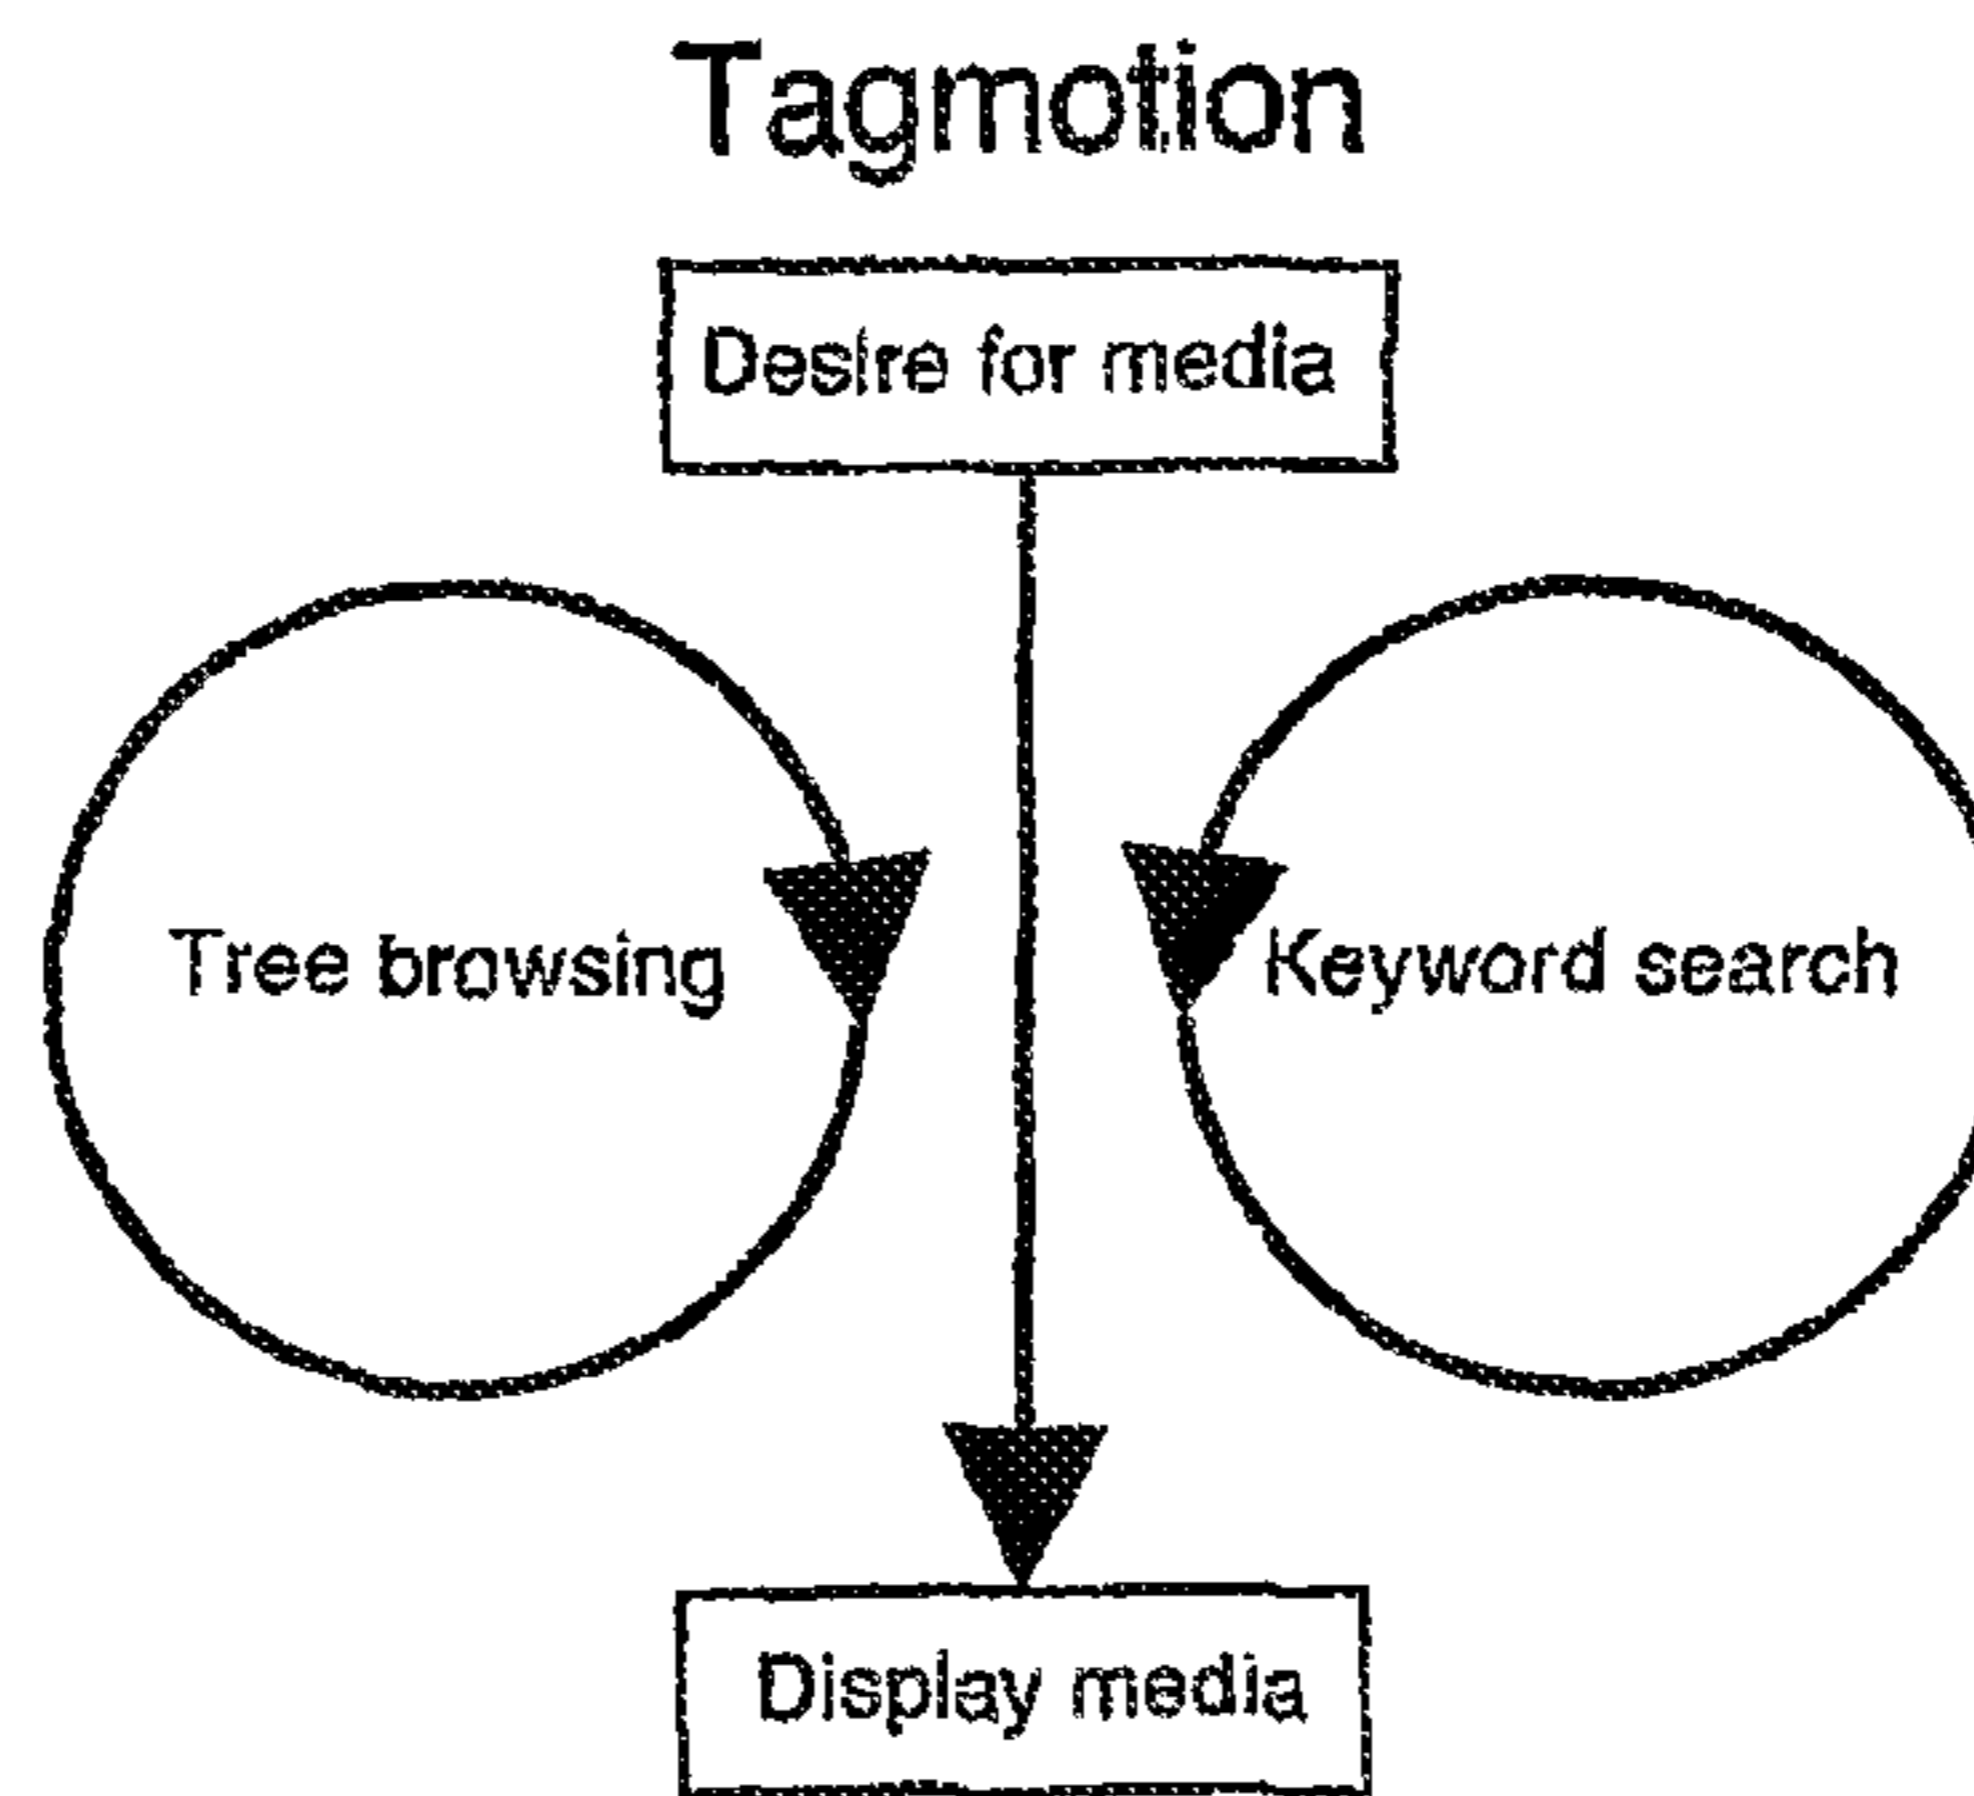 Tagmotion
Desire for media
Tree browsing
Keyword search
Display media